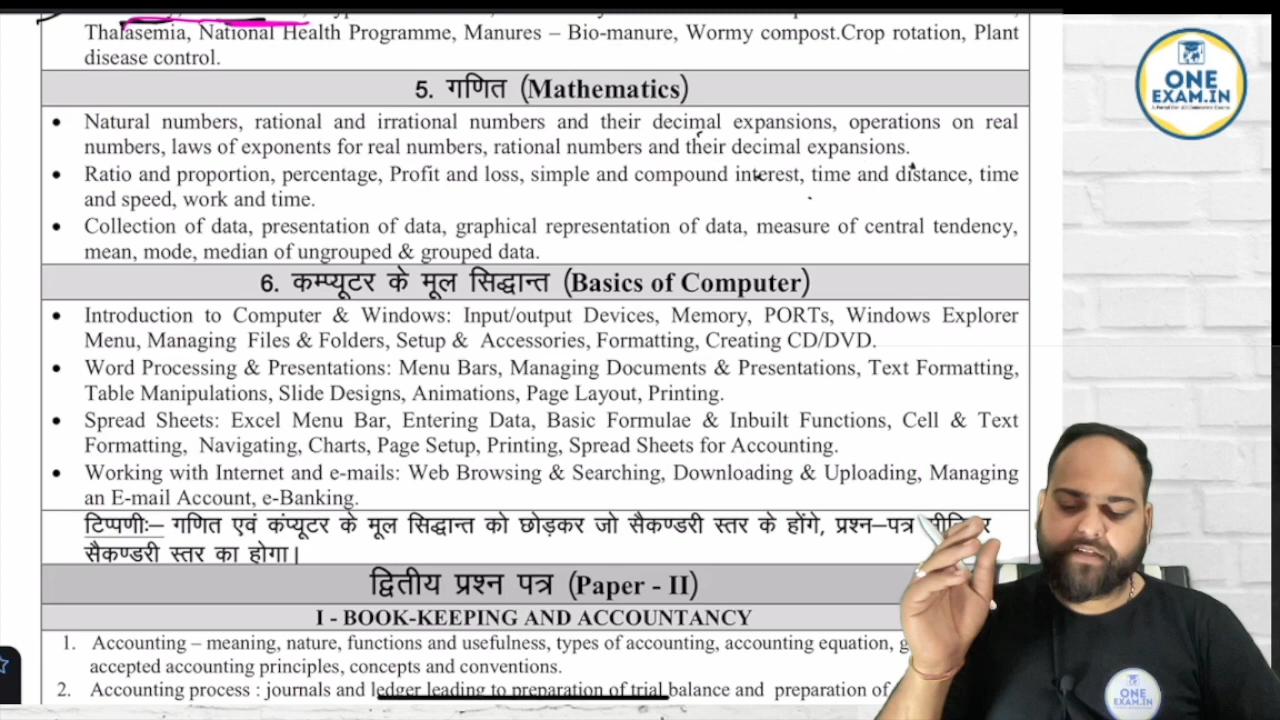 Thalasemia, National Health Programme, Manures – Bio-manure, Wormy compost.Crop rotation, Plant
disease control.
5. गणित (Mathematics)
• Natural numbers, rational and irrational numbers and their decimal expansions, operations on real
numbers, laws of exponents for real numbers, rational numbers and their decimal expansions.
• Ratio and proportion, percentage, Profit and loss, simple and compound interest, time and distance, time
and speed, work and time.
• Collection of data, presentation of data, graphical representation of data, measure of central tendency,
mean, mode, median of ungrouped & grouped data.
6. कम्प्यूटर के मूल सिद्धान्त (Basics of Computer)
• Introduction to Computer & Windows: Input/output Devices, Memory, PORTs, Windows Explorer
Menu, Managing Files & Folders, Setup & Accessories, Formatting, Creating CD/DVD.
• Word Processing & Presentations: Menu Bars, Managing Documents & Presentations, Text Formatting,
Table Manipulations, Slide Designs, Animations, Page Layout, Printing.
• Spread Sheets: Excel Menu Bar, Entering Data, Basic Formulae & Inbuilt Functions, Cell & Text
Formatting, Navigating, Charts, Page Setup, Printing, Spread Sheets for Accounting.
• Working with Internet and e-mails: Web Browsing & Searching, Downloading & Uploading, Managing
an E-mail Account, e-Banking.
टिप्पणीः– गणित एवं कंप्यूटर के मूल सिद्धान्त को छोड़कर जो सैकण्डरी स्तर के होंगे, प्रश्न–पत्र
सैकण्डरी स्तर का होगा।
द्वितीय प्रश्न पत्र (Paper - II)
I - BOOK-KEEPING AND ACCOUNTANCY
1. Accounting – meaning, nature, functions and usefulness, types of accounting, accounting equation,
accepted accounting principles, concepts and conventions.
2. Accounting process : journals and ledger leading to preparation of trial balance and preparation of
ONE
EXAM.IN
ONE
EXAM.IN